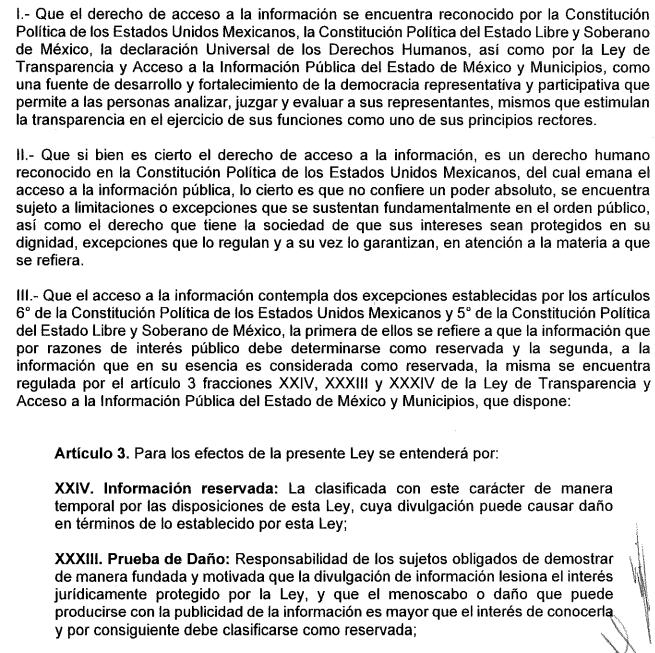 I.- Que el derecho de acceso a la información se encuentra reconocido por la Constitución
Política de los Estados Unidos Mexicanos, la Constitución Política del Estado Libre y Soberano
de México, la declaración Universal de los Derechos Humanos, así como por la Ley de
Transparencia y Acceso a la Información Pública del Estado de México y Municipios, como
una fuente de desarrollo y fortalecimiento de la democracia representativa y participativa que
permite a las personas analizar, juzgar y evaluar a sus representantes, mismos que estimulan
la transparencia en el ejercicio de sus funciones como uno de sus principios rectores.
II.- Que si bien es cierto el derecho de acceso a la información, es un derecho humano
reconocido en la Constitución Política de los Estados Unidos Mexicanos, del cual emana el
acceso a la información pública, lo cierto es que no confiere un poder absoluto, se encuentra
sujeto a limitaciones o excepciones que se sustentan fundamentalmente en el orden público,
así como el derecho que tiene la sociedad de que sus intereses sean protegidos en su
dignidad, excepciones que lo regulan y a su vez lo garantizan, en atención a la materia a que
se refiera.
III.- Que el acceso a la información contempla dos excepciones establecidas por los artículos
6° de la Constitución Política de los Estados Unidos Mexicanos y 5° de la Constitución Política
del Estado Libre y Soberano de México, la primera de ellos se refiere a que la información que
por razones de interés público debe determinarse como reservada y la segunda, a la
información que en su esencia es considerada como reservada, la misma se encuentra
regulada por el artículo 3 fracciones XXIV, XXXIII y XXXIV de la Ley de Transparencia y
Acceso a la Información Pública del Estado de México y Municipios, que dispone:
Artículo 3. Para los efectos de la presente Ley se entenderá por:
XXIV. Información reservada: La clasificada con este carácter de manera
temporal por las disposiciones de esta Ley, cuya divulgación puede causar daño
en términos de lo establecido por esta Ley;
XXXIII. Prueba de Daño: Responsabilidad de los sujetos obligados de demostrar
de manera fundada y motivada que la divulgación de información lesiona el interés
jurídicamente protegido por la Ley, y que el menoscabo o daño que puede
producirse con la publicidad de la información es mayor que el interés de conocerla
y por consiguiente debe clasificarse como reservada;